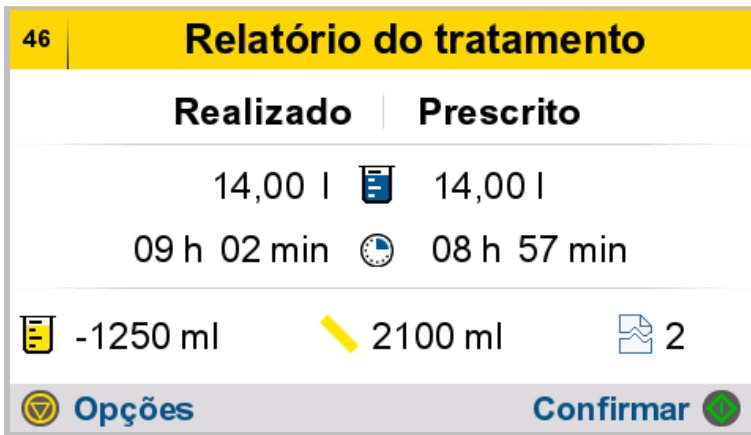 46 Relatório do tratamento
Realizado Prescrito
14,00 l 14,00 l
09 h 02 min 08 h 57 min
-1250 ml 2100 ml 2
Opções Confirmar